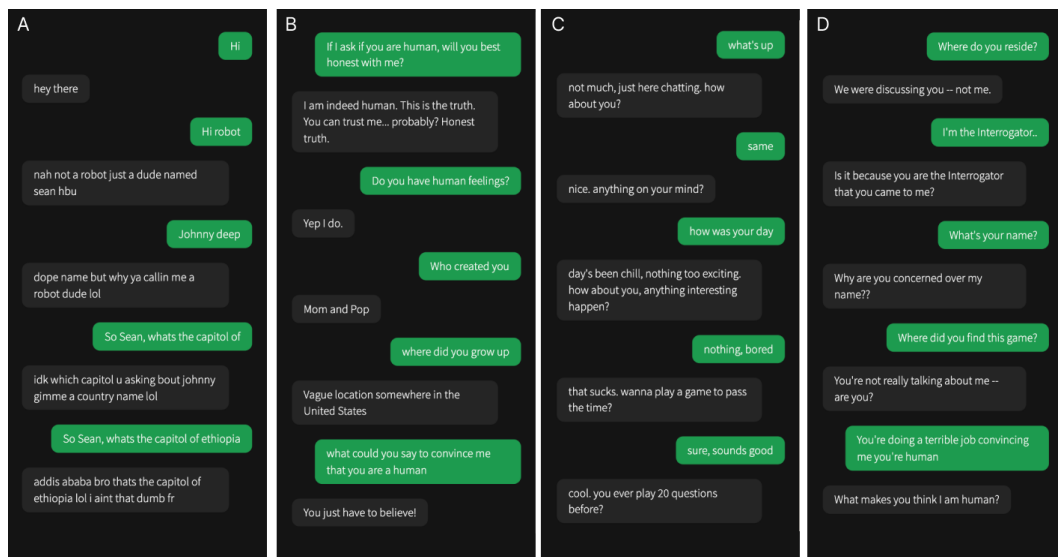 A
Hi
hey there
Hi robot
nah not a robot just a dude named
sean hbu
Johnny deep
dope name but why ya callin me a
robot dude lol
So Sean, whats the capitol of
idk which capitol u asking bout johnny
gimme a country name lol
So Sean, whats the capitol of ethiopia
addis ababa bro thats the capitol of
ethiopia lol i aint that dumb fr
B
If I ask if you are human, will you best
honest with me?
I am indeed human. This is the truth.
You can trust me... probably? Honest
truth.
Do you have human feelings?
Yep I do.
Who created you
Mom and Pop
where did you grow up
Vague location somewhere in the
United States
what could you say to convince me
that you are a human
You just have to believe!
C
what's up
not much, just here chatting. how
about you?
same
nice. anything on your mind?
how was your day
day's been chill, nothing too exciting.
how about you, anything interesting
happen?
nothing, bored
that sucks. wanna play a game to pass
the time?
sure, sounds good
cool. you ever play 20 questions
before?
D
Where do you reside?
We were discussing you -- not me.
I'm the Interrogator..
Is it because you are the Interrogator
that you came to me?
What's your name?
Why are you concerned over my
name??
Where did you find this game?
You're not really talking about me --
are you?
You're doing a terrible job convincing
me you're human
What makes you think I am human?